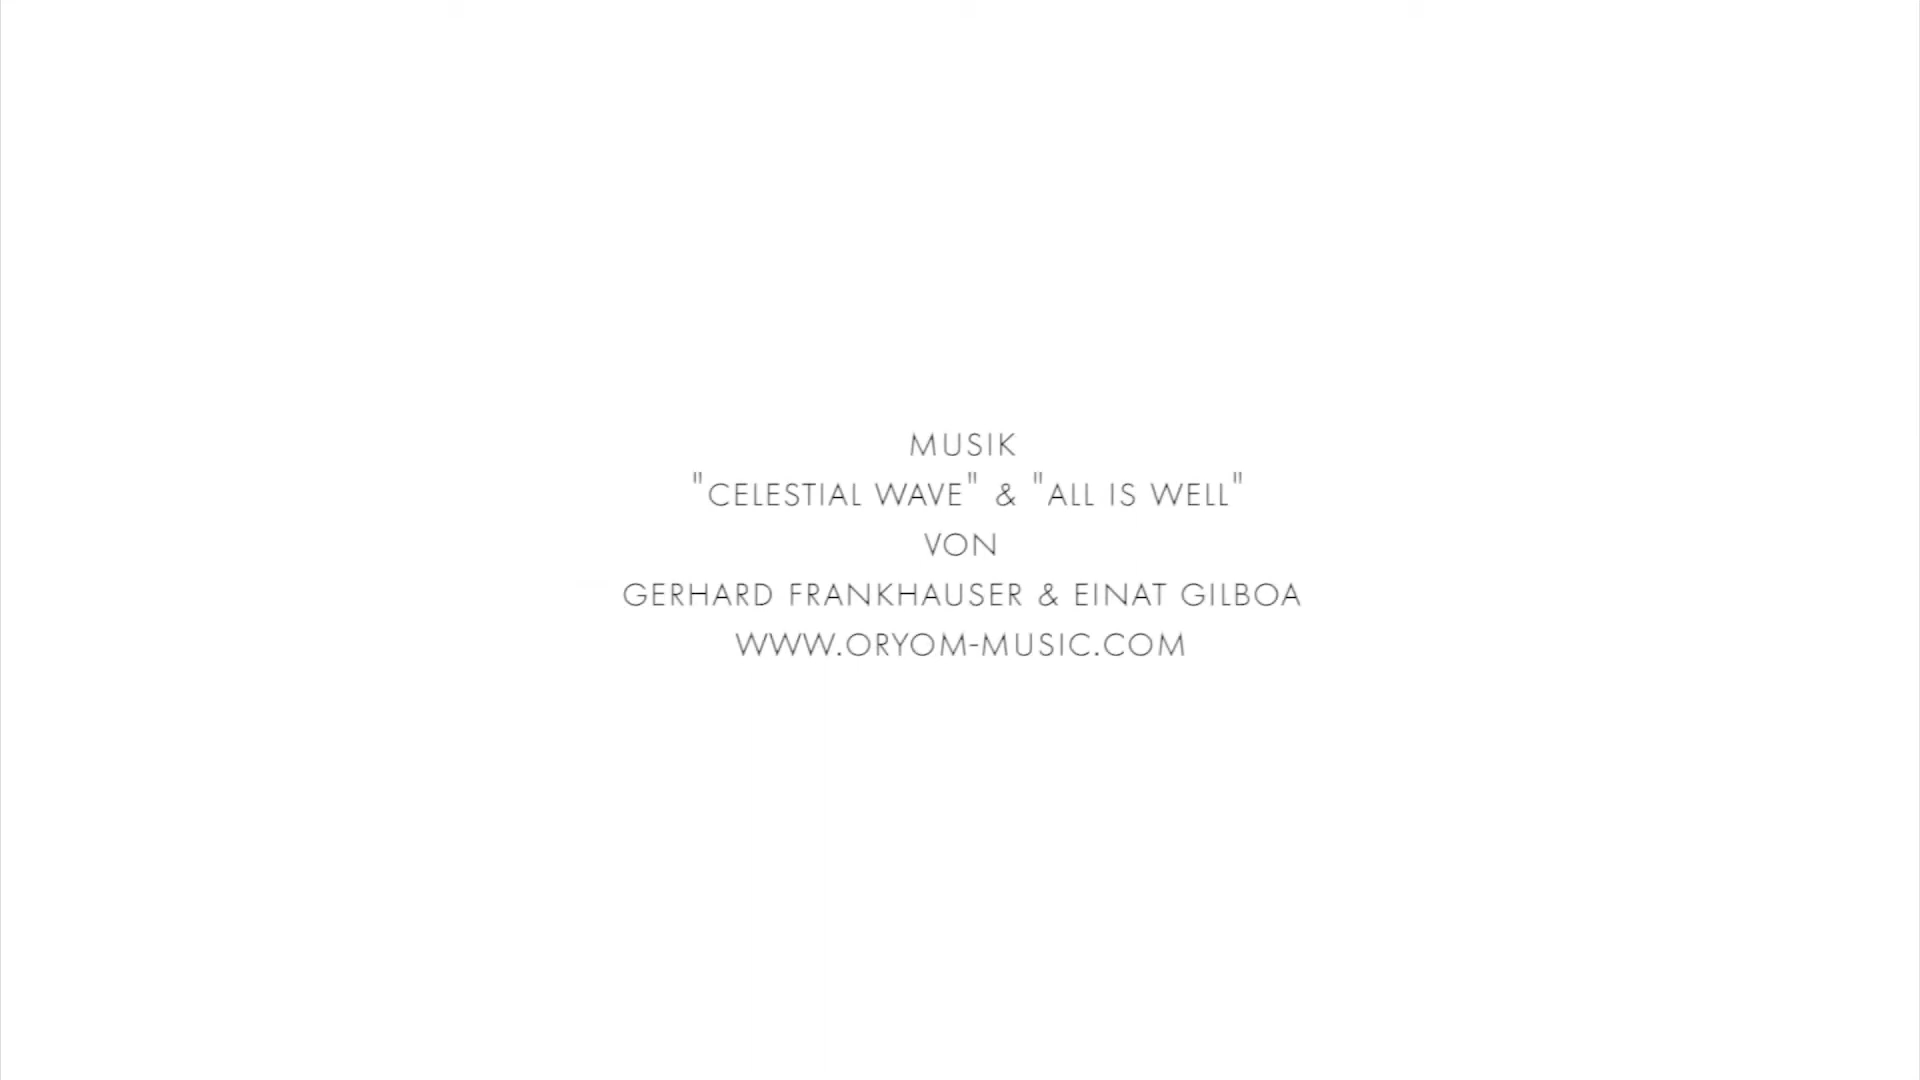 MUSIK
"CELESTIAL WAVE" & "ALL IS WELL"
VON
GERHARD FRANKHAUSER & EINAT GILBOA
WWW.ORYOM-MUSIC.COM